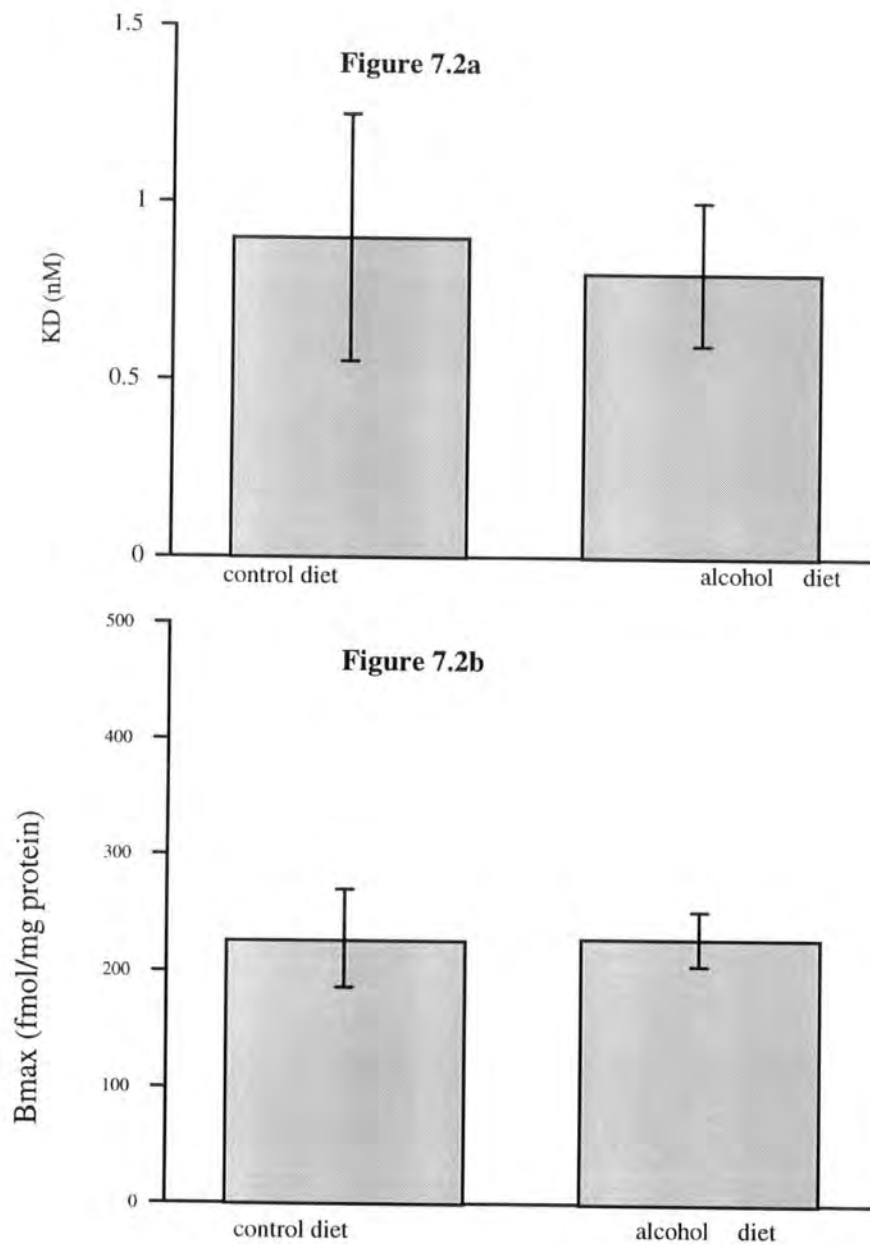 1.5
Figure 7.2a
1
KD (nM)
0.5
0
control diet
alcohol diet
500
Figure 7.2b
400
300
Bmax (fmol/mg protein)
200
100
0
control diet
alcohol diet